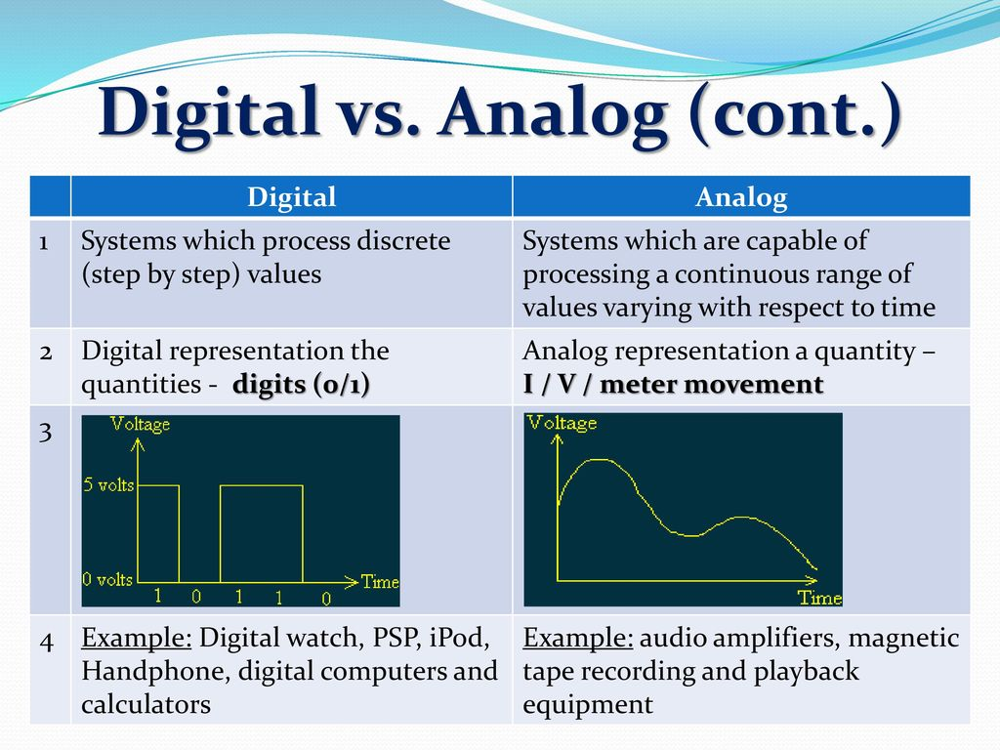 Digital vs. Analog (cont.)
Digital
Analog
1
Systems which process discrete
(step by step) values
Systems which are capable of
processing a continuous range of
values varying with respect to time
2
Digital representation the
quantities - digits (0/1)
Analog representation a quantity –
I / V / meter movement
3
Voltage
5 volts
0 volts
Time
1 0 1 1 0
Voltage
Time
4
Example: Digital watch, PSP, iPod,
Handphone, digital computers and
calculators
Example: audio amplifiers, magnetic
tape recording and playback
equipment